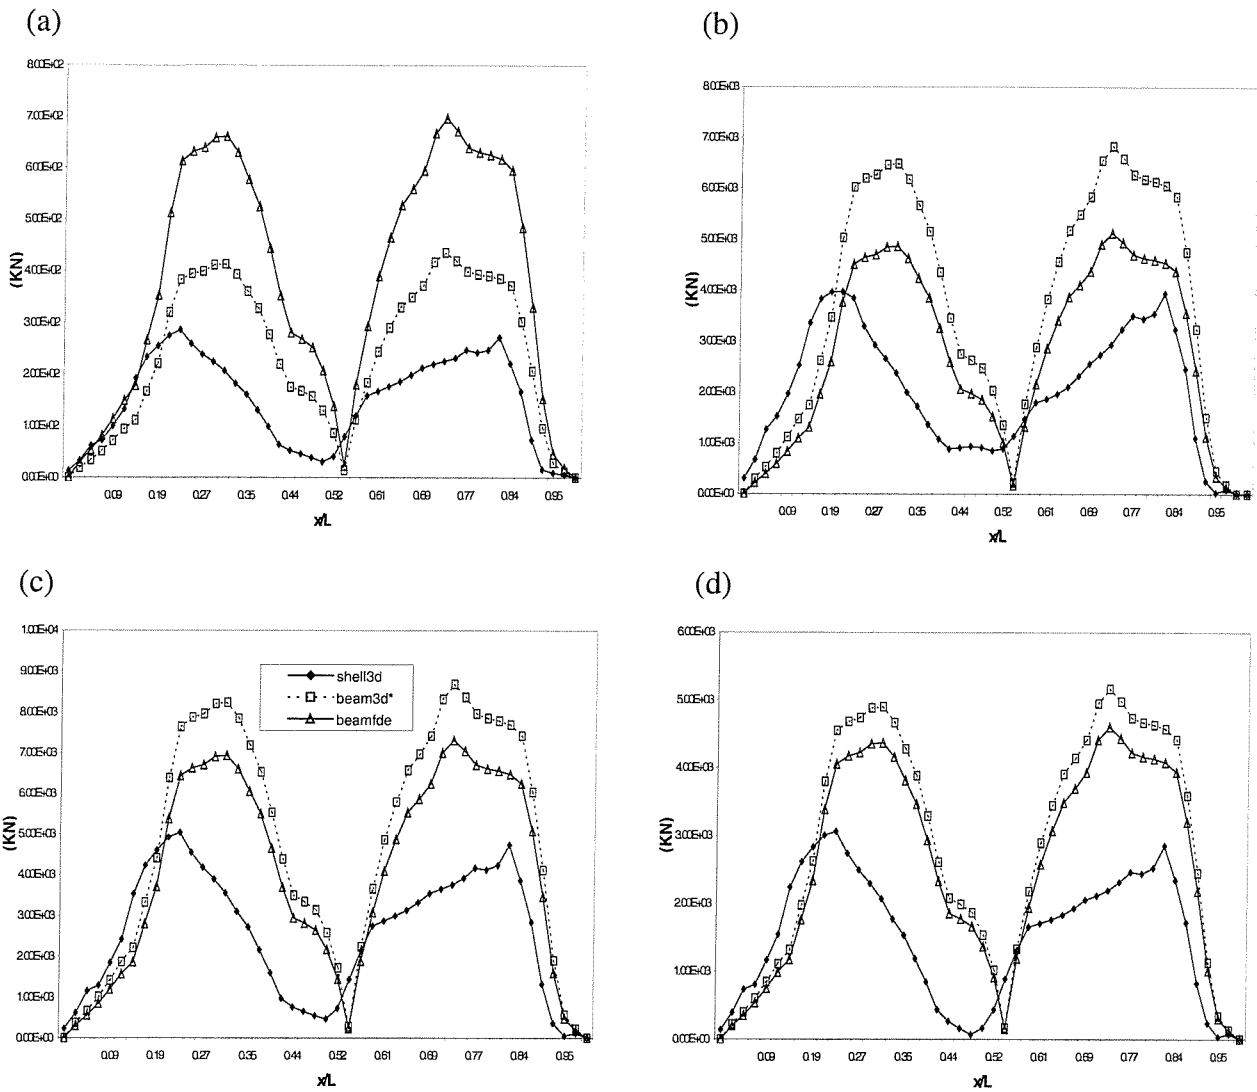 (a)
8.00E+02
7.00E+02
6.00E+02
5.00E+02
4.00E+02
3.00E+02
2.00E+02
1.00E+02
0.00E+00
(KN)
0.09 0.19 0.27 0.35 0.44 0.52 0.61 0.69 0.77 0.84 0.95
x/L
(b)
8.00E+03
7.00E+03
6.00E+03
5.00E+03
4.00E+03
3.00E+03
2.00E+03
1.00E+03
0.00E+00
(KN)
0.09 0.19 0.27 0.35 0.44 0.52 0.61 0.69 0.77 0.84 0.95
x/L
(c)
1.00E+04
9.00E+03
8.00E+03
7.00E+03
6.00E+03
5.00E+03
4.00E+03
3.00E+03
2.00E+03
1.00E+03
0.00E+00
(KN)
shell3d
beam3d*
beamfde
0.09 0.19 0.27 0.35 0.44 0.52 0.61 0.69 0.77 0.84 0.95
x/L
(d)
6.00E+03
5.00E+03
4.00E+03
3.00E+03
2.00E+03
1.00E+03
0.00E+00
(KN)
0.09 0.19 0.27 0.35 0.44 0.52 0.61 0.69 0.77 0.84 0.95
x/L